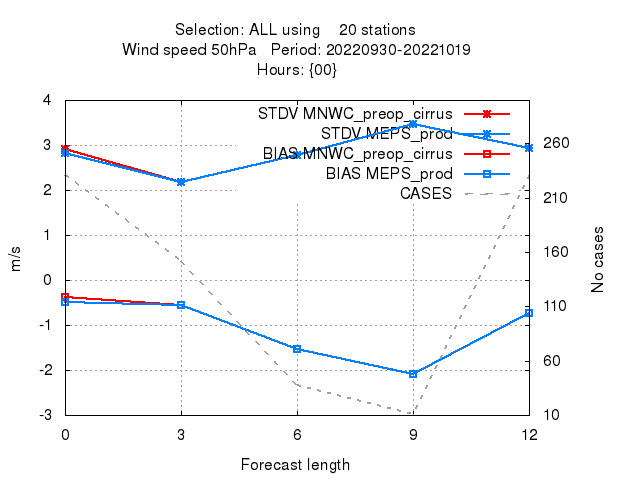 Selection: ALL using 20 stations
Wind speed 50hPa Period: 20220930-20221019
Hours: {00}
STDV MNWC_preop_cirrus
STDV MEPS_prod
BIAS MNWC_preop_cirrus
BIAS MEPS_prod
CASES
4
3
2
1
0
-1
-2
-3
m/s
260
210
160
110
60
10
No cases
0 3 6 9 12
Forecast length